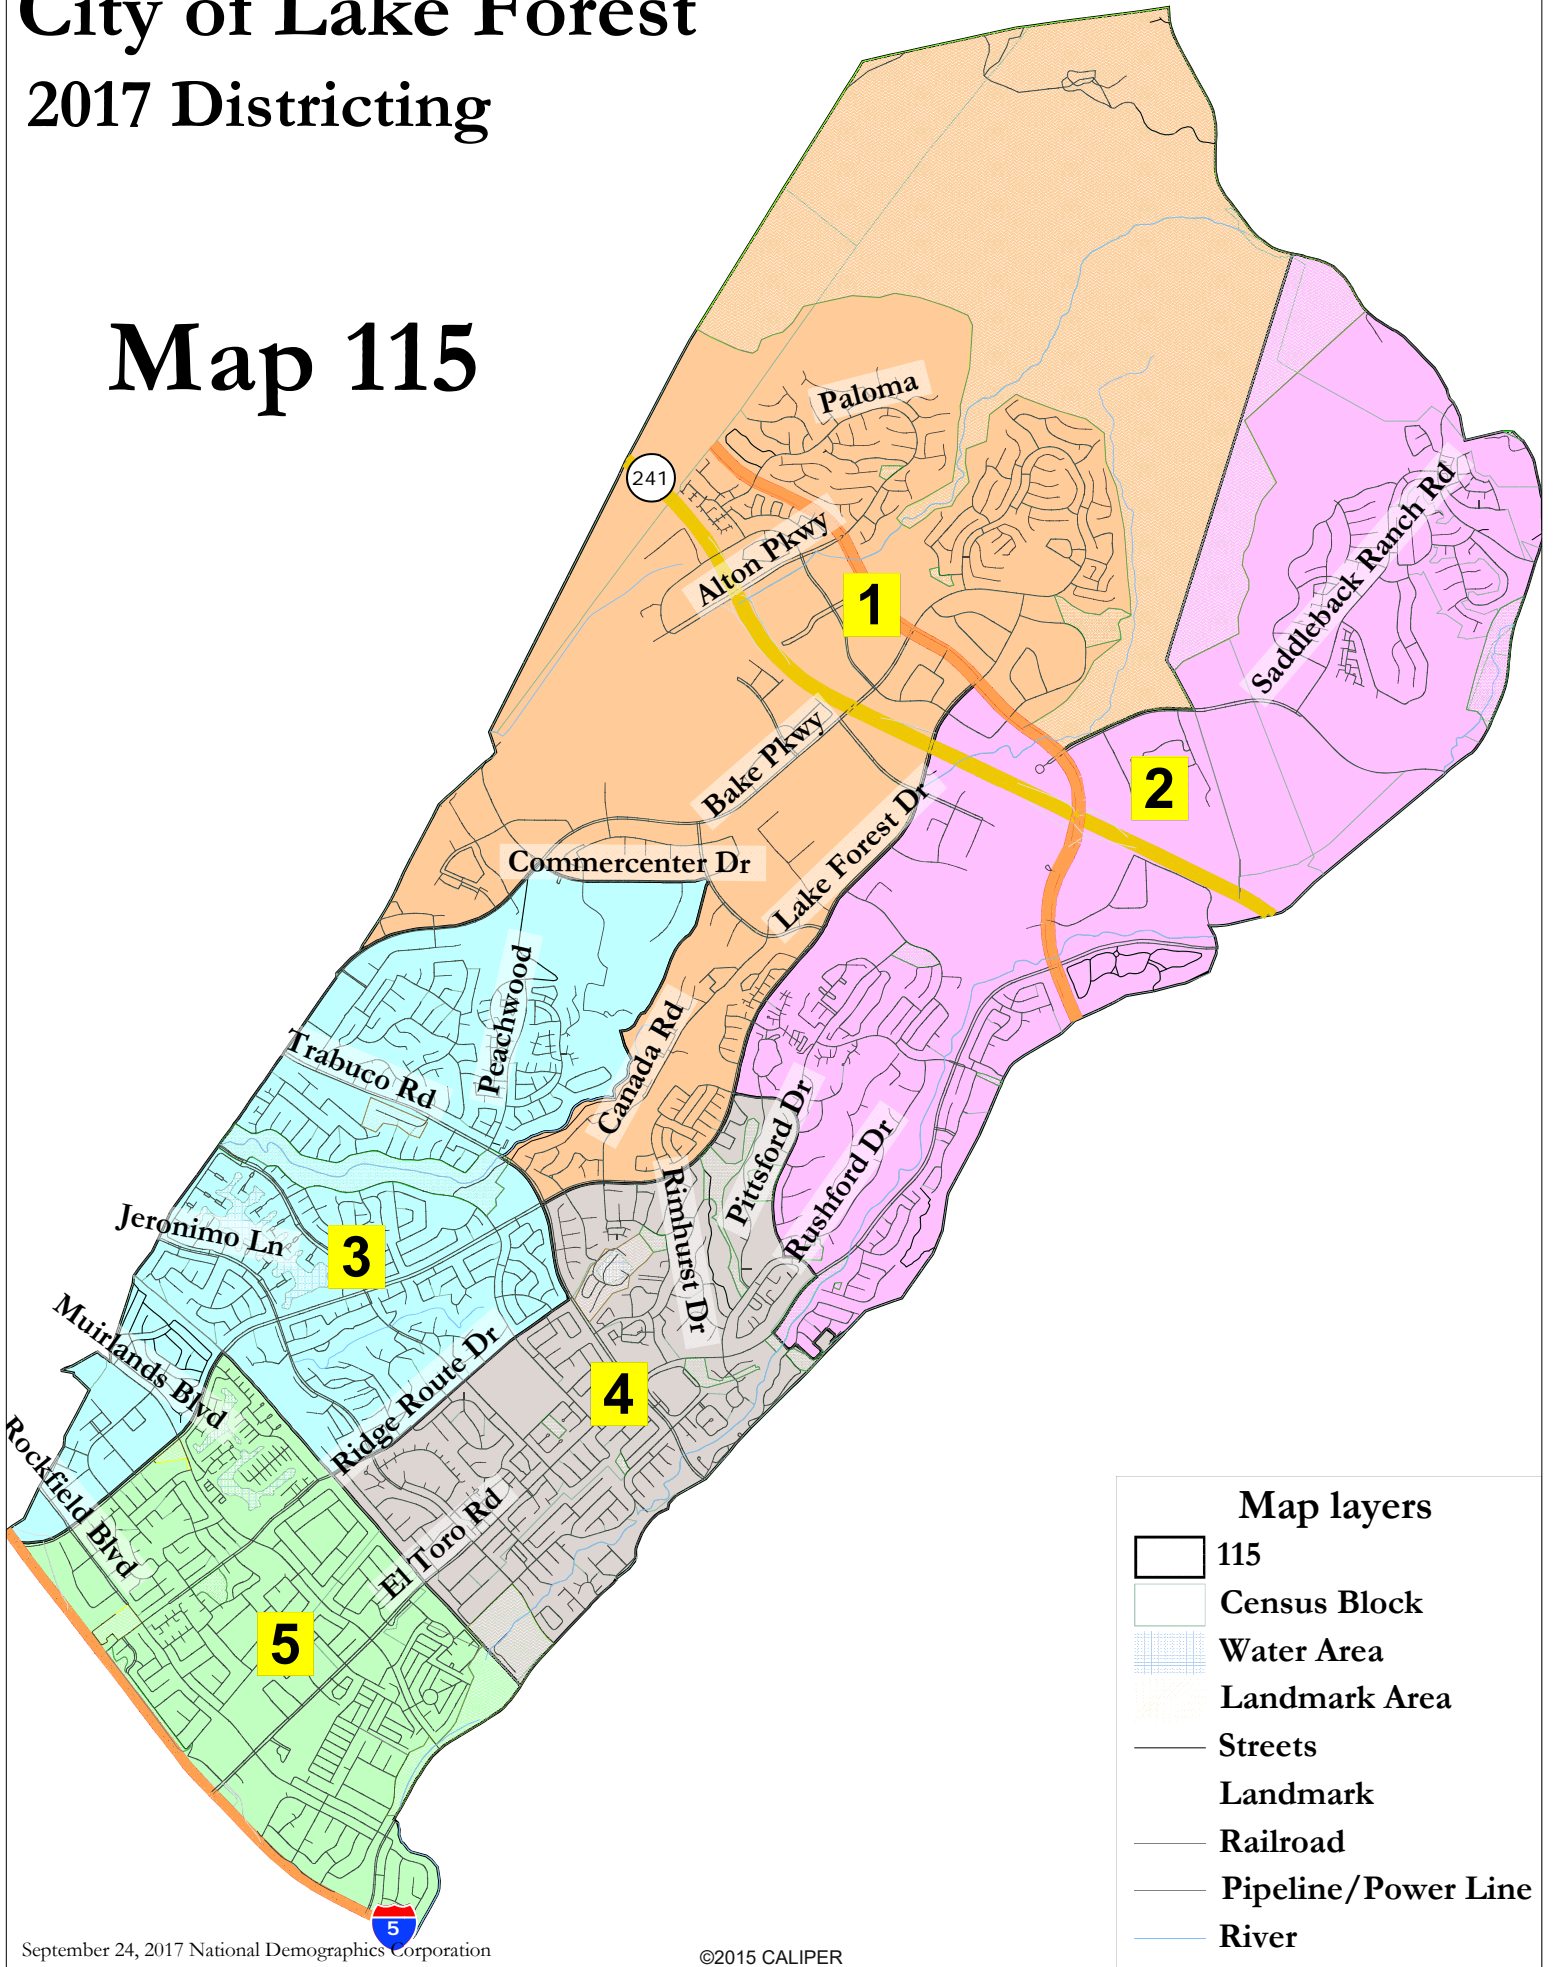 City of Lake Forest
2017 Districting
Map 115
Paloma
241
Alton Pkwy
1
Saddleback Ranch Rd
Bake Pkwy
2
Lake Forest Dr
Commercenter Dr
Peachwood
Trabuco Rd
Canada Rd
Pittsford Dr
Rushford Dr
Rimhurst Dr
Jeronimo Ln
3
Muirlands Blvd
Ridge Route Dr
4
Rockfield Blvd
El Toro Rd
5
5
Map layers
115
Census Block
Water Area
Landmark Area
Streets
Landmark
Railroad
Pipeline/Power Line
River
September 24, 2017 National Demographics Corporation
©2015 CALIPER